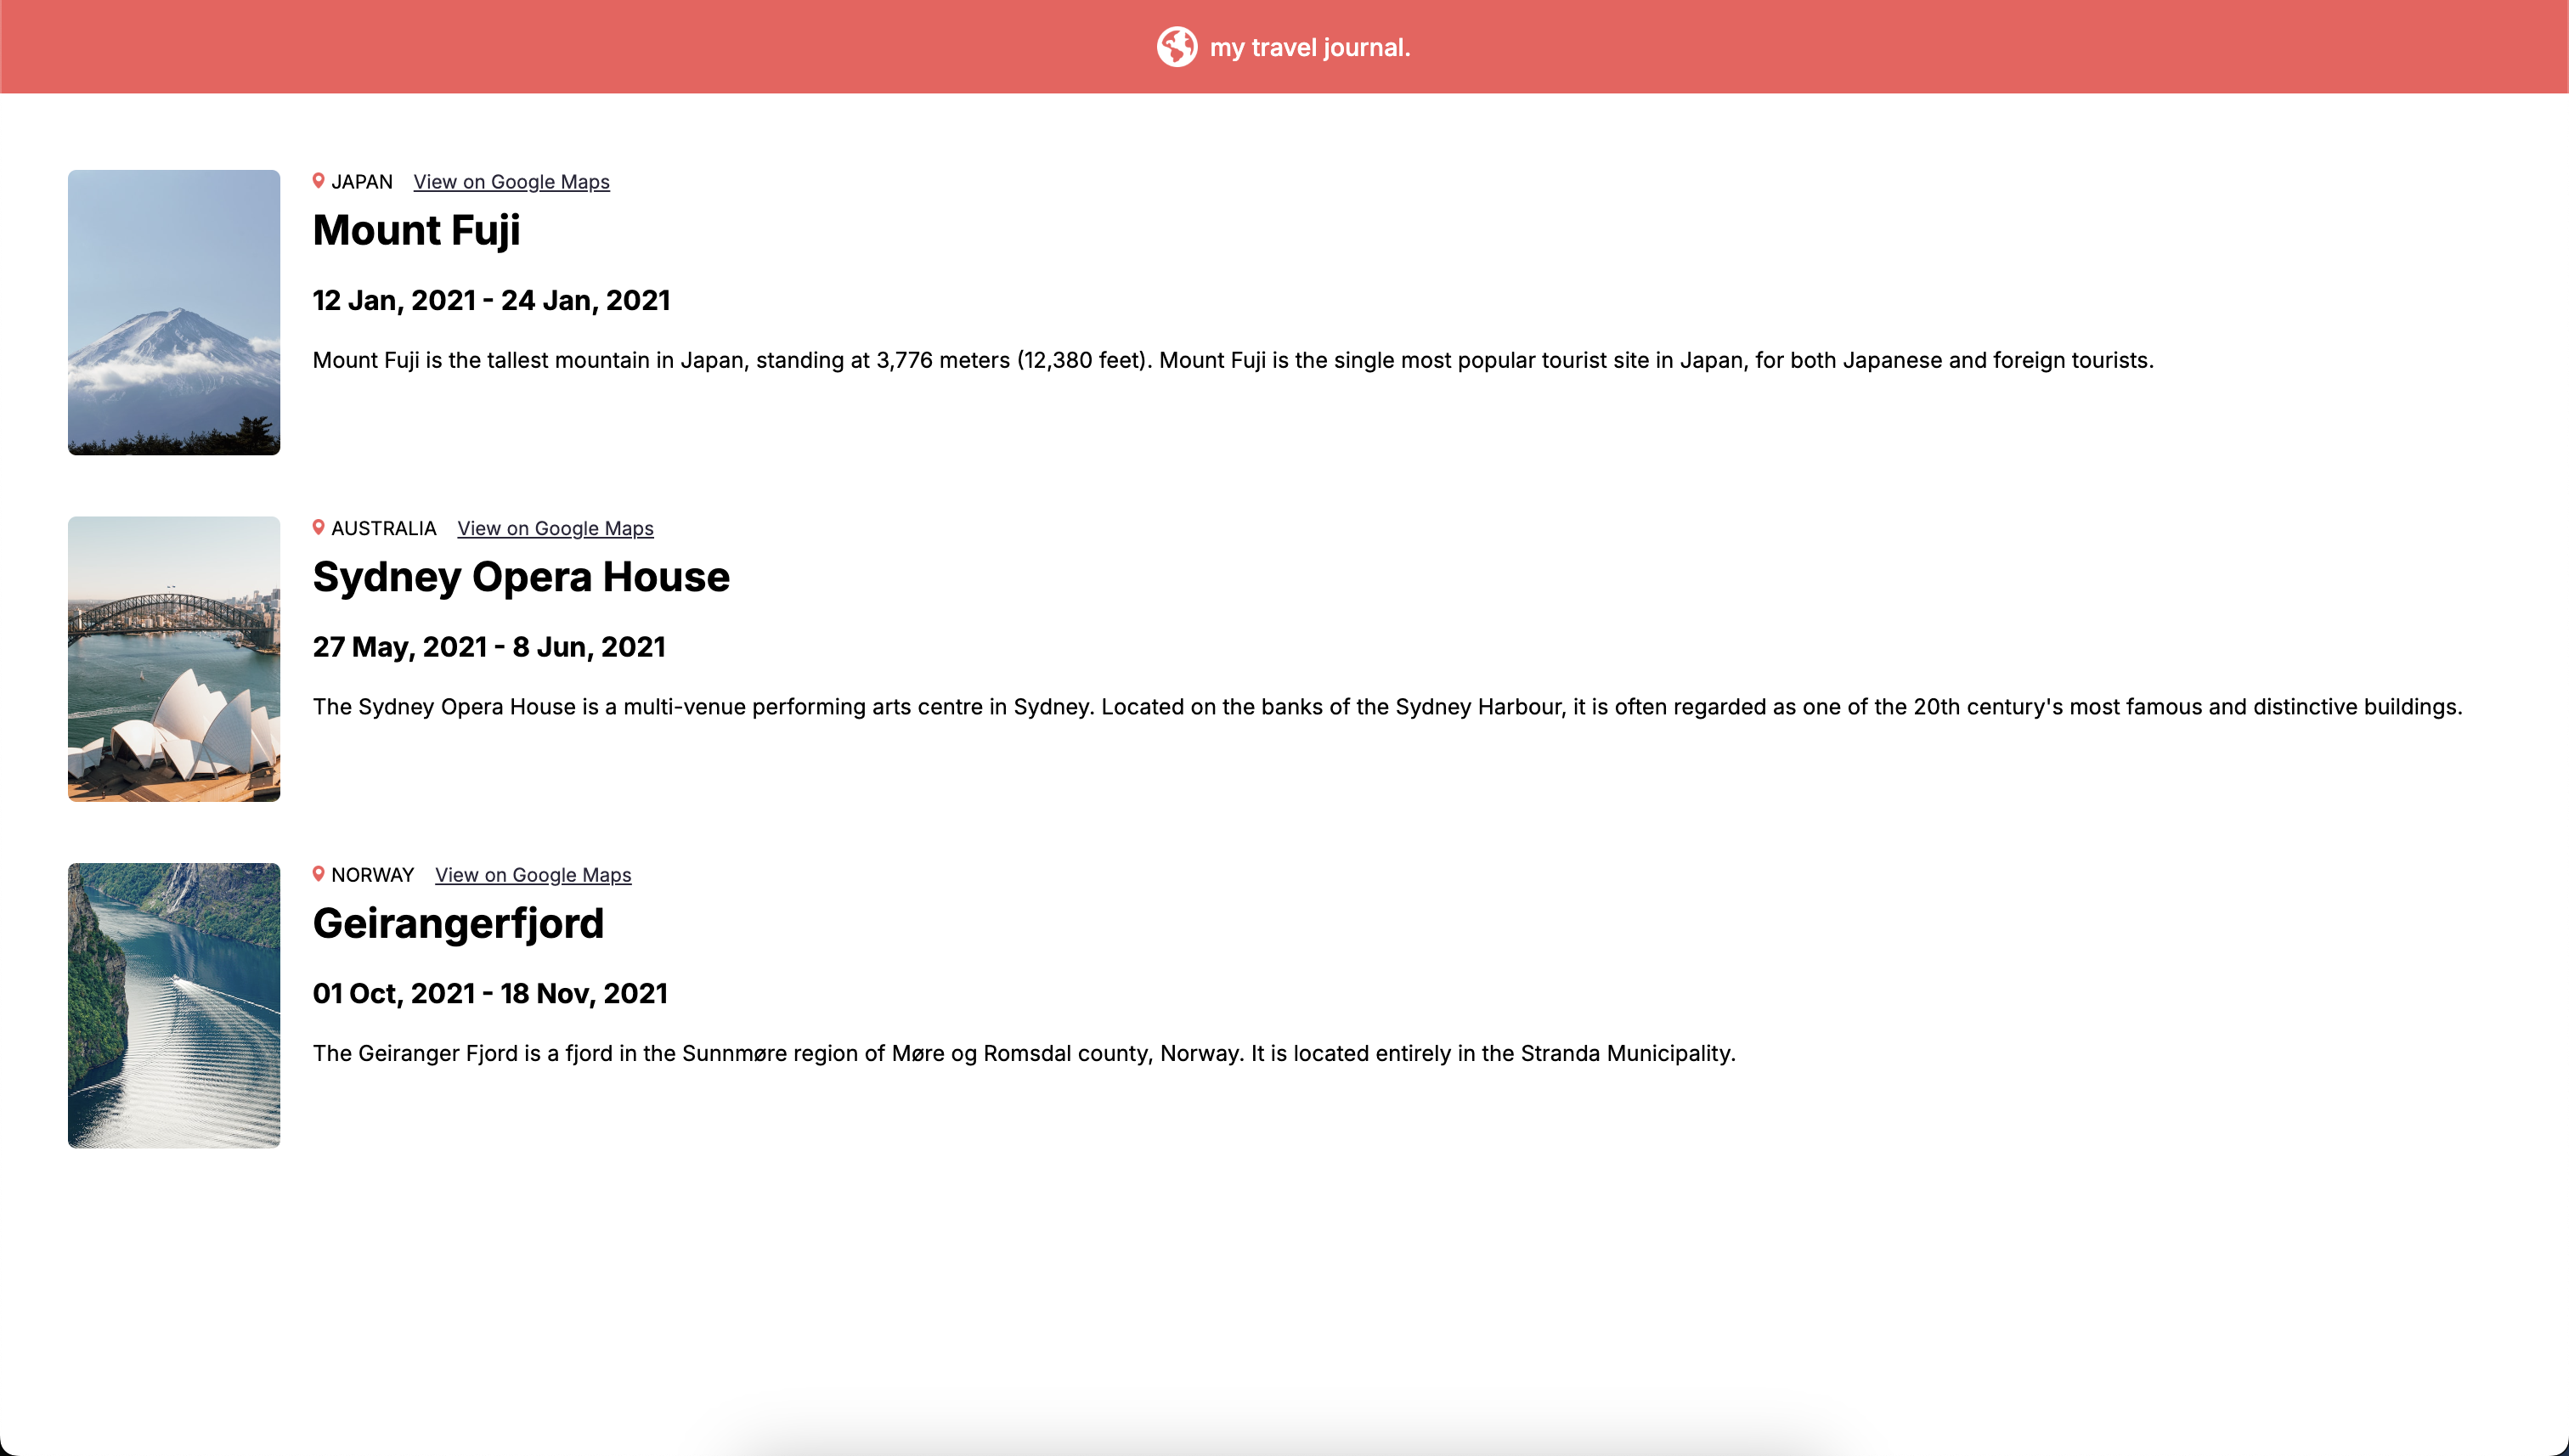 my travel journal.
JAPAN View on Google Maps
Mount Fuji
12 Jan, 2021 - 24 Jan, 2021
Mount Fuji is the tallest mountain in Japan, standing at 3,776 meters (12,380 feet). Mount Fuji is the single most popular tourist site in Japan, for both Japanese and foreign tourists.
AUSTRALIA View on Google Maps
Sydney Opera House
27 May, 2021 - 8 Jun, 2021
The Sydney Opera House is a multi-venue performing arts centre in Sydney. Located on the banks of the Sydney Harbour, it is often regarded as one of the 20th century's most famous and distinctive buildings.
NORWAY View on Google Maps
Geirangerfjord
01 Oct, 2021 - 18 Nov, 2021
The Geiranger Fjord is a fjord in the Sunnmøre region of Møre og Romsdal county, Norway. It is located entirely in the Stranda Municipality.